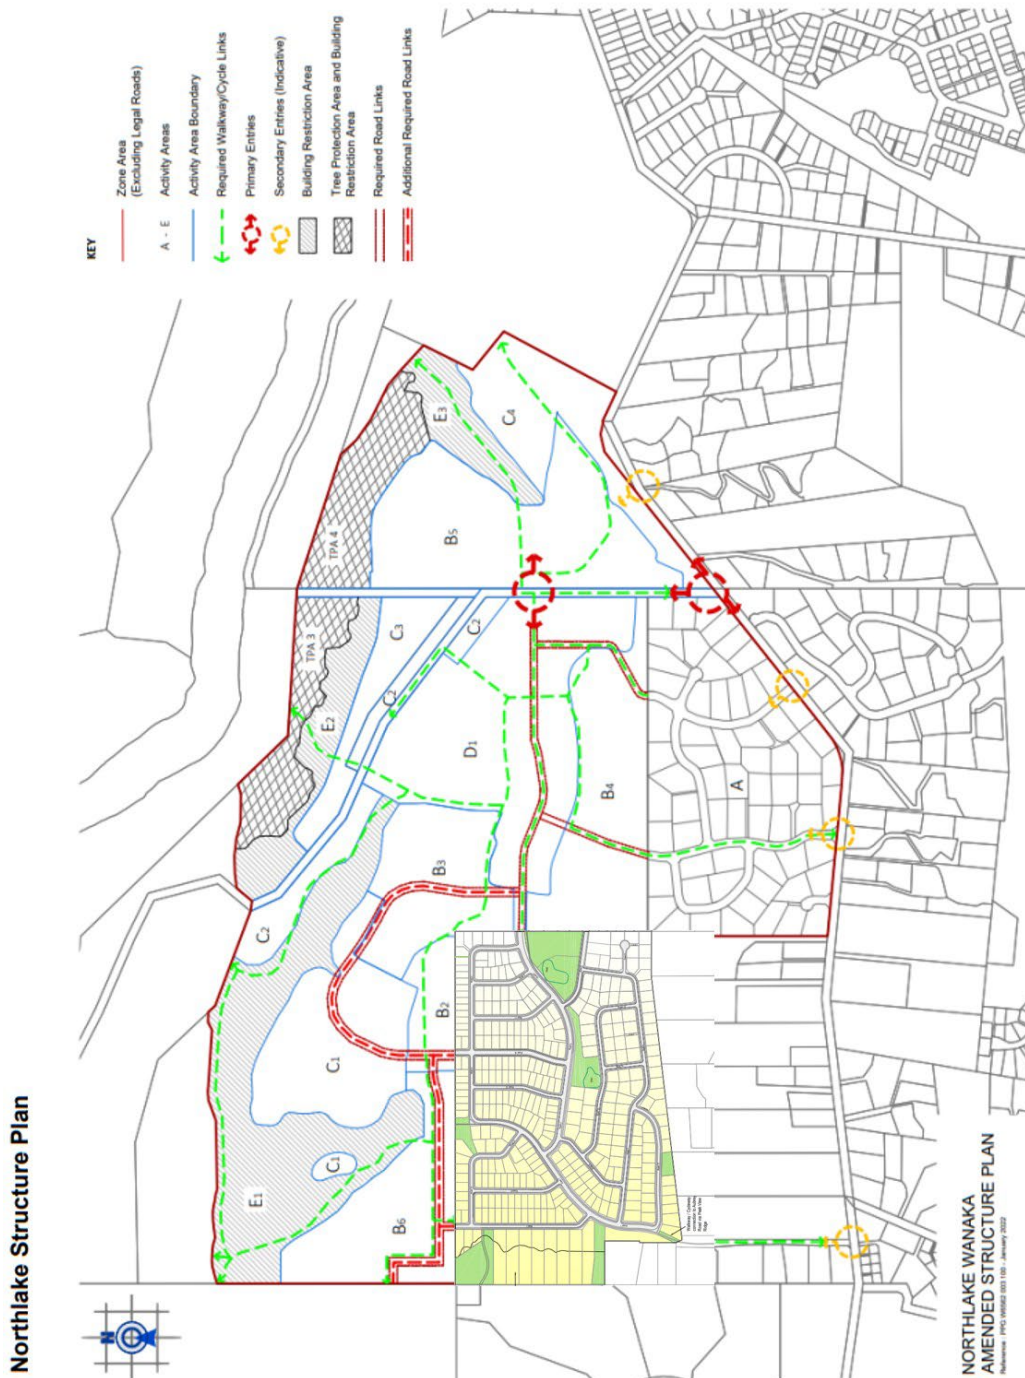 Northlake Structure Plan
KEY
Zone Area
(Excluding Legal Roads)
A - E Activity Areas
Activity Area Boundary
Required Walkway/Cycle Links
Primary Entries
Secondary Entries (Indicative)
Building Restriction Area
Tree Protection Area and Building
Restriction Area
Required Road Links
Additional Required Road Links
N
E1
C1
C1
B6
C2
B2
B3
E2
TPA 3
C2
C3
C2
D1
B4
A
TPA 4
B5
E3
C4
NORTHLAKE WANAKA
AMENDED STRUCTURE PLAN